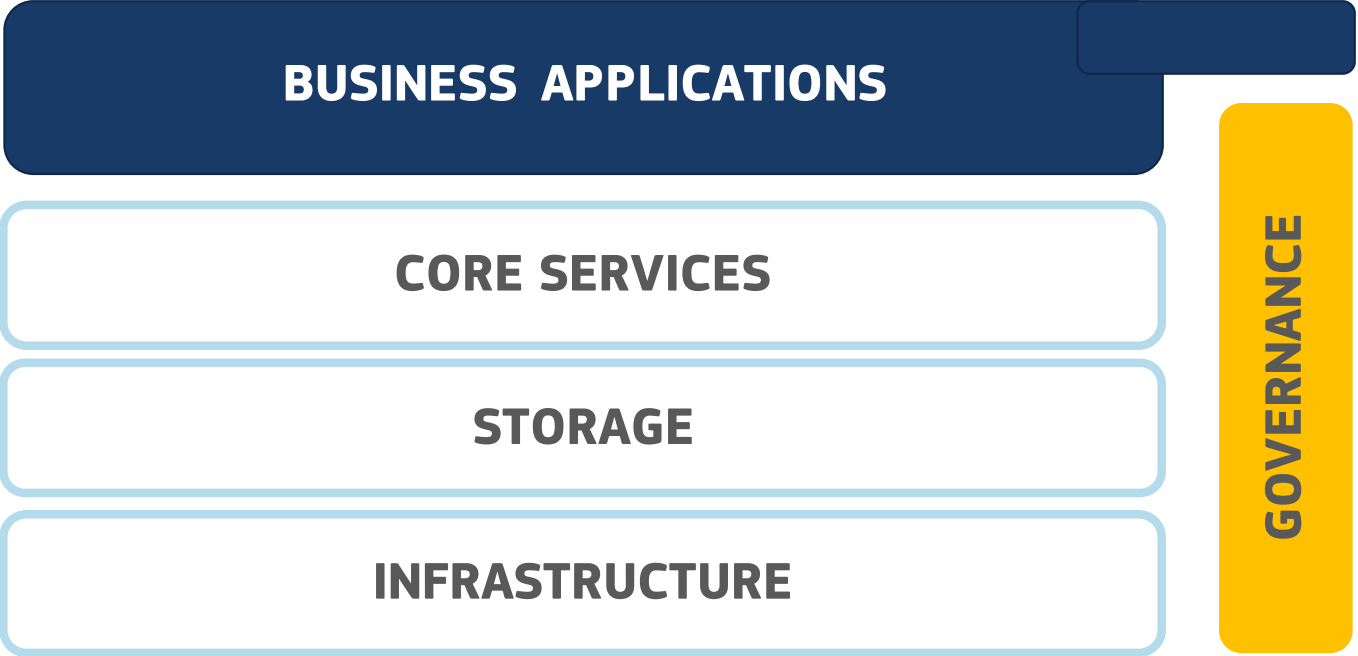 BUSINESS APPLICATIONS
CORE SERVICES
STORAGE
INFRASTRUCTURE
GOVERNANCE